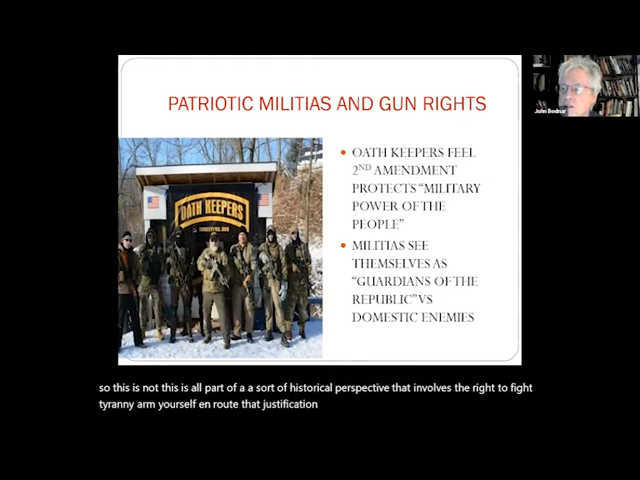 PATRIOTIC MILITIAS AND GUN RIGHTS
OATH KEEPERS FEEL
2ND AMENDMENT
PROTECTS “MILITARY
POWER OF THE
PEOPLE”
MILITIAS SEE
THEMSELVES AS
“GUARDIANS OF THE
REPUBLIC”VS
DOMESTIC ENEMIES
OATH KEEPERS
John Bednar
so this is not this is all part of a a sort of historical perspective that involves the right to fight
tyranny arm yourself en route that justification